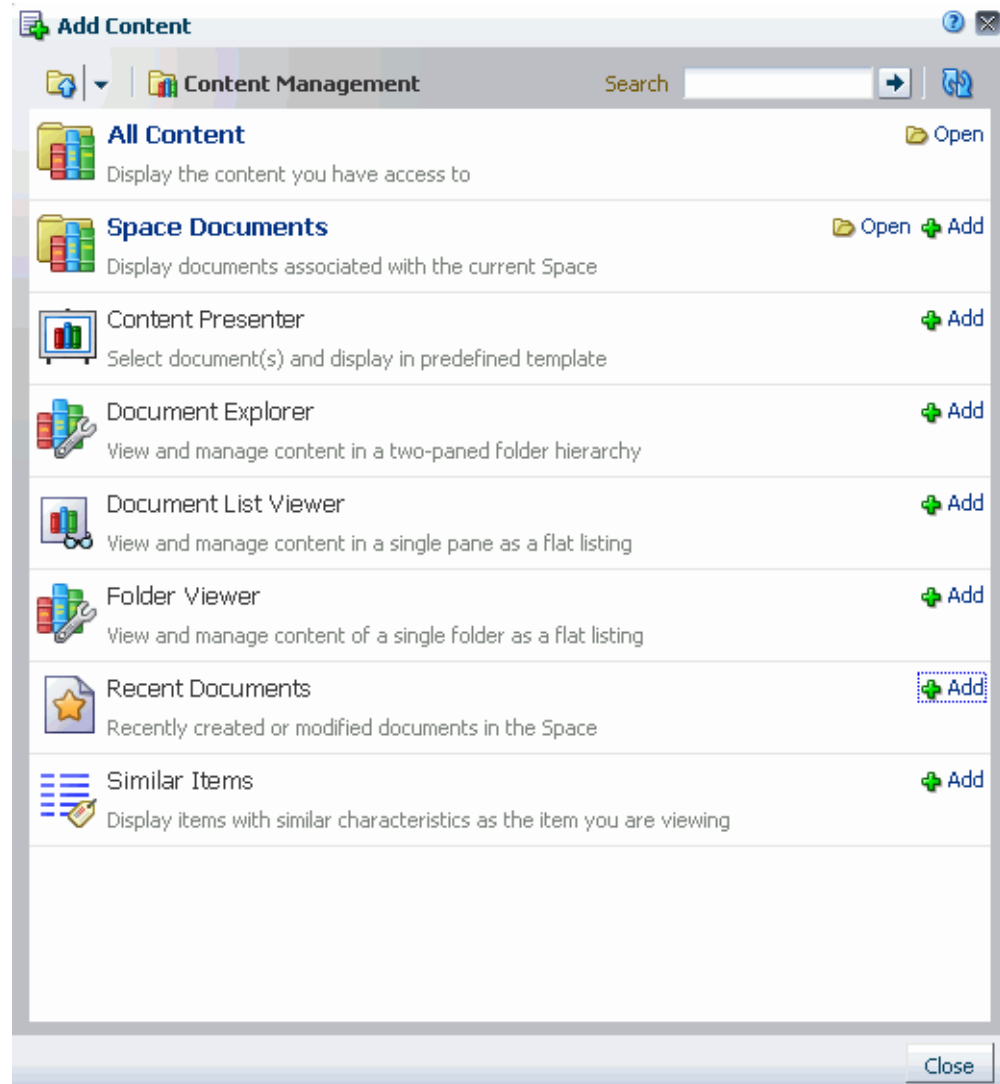 Add Content
Content Management Search
All Content Open
Display the content you have access to
Space Documents Open Add
Display documents associated with the current Space
Content Presenter Add
Select document(s) and display in predefined template
Document Explorer Add
View and manage content in a two-paned folder hierarchy
Document List Viewer Add
View and manage content in a single pane as a flat listing
Folder Viewer Add
View and manage content of a single folder as a flat listing
Recent Documents Add
Recently created or modified documents in the Space
Similar Items Add
Display items with similar characteristics as the item you are viewing
Close